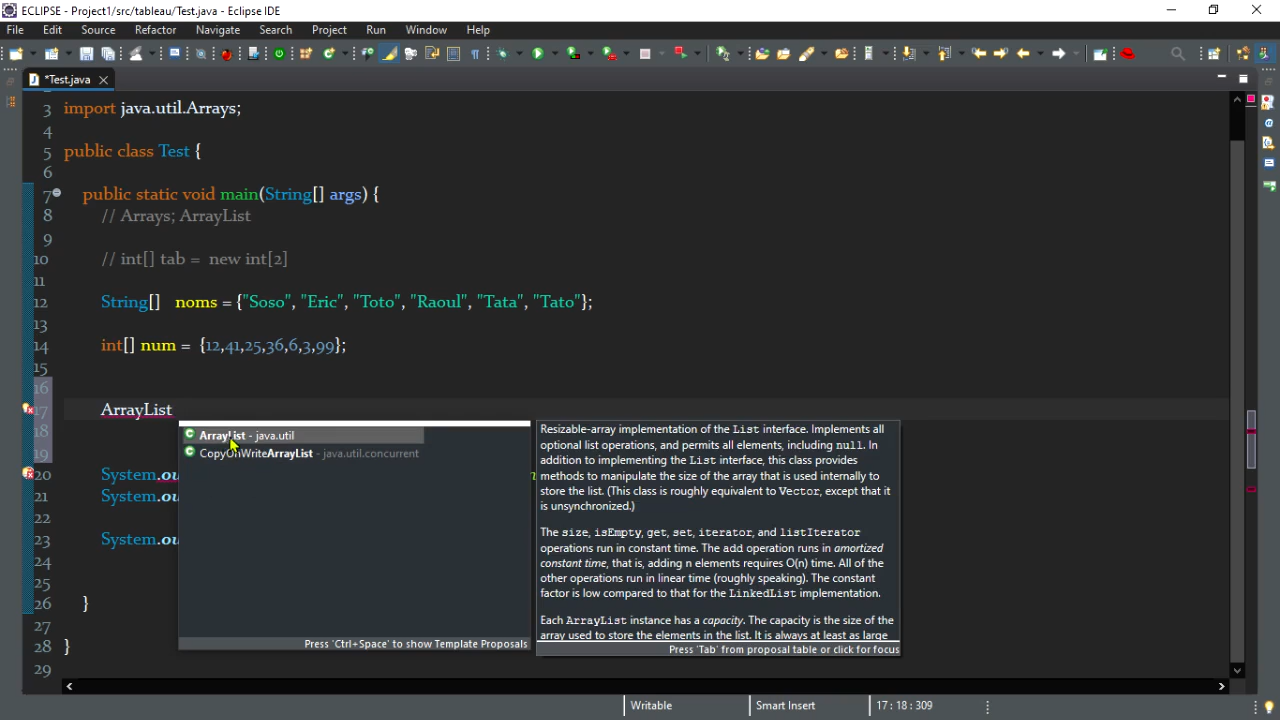 ECLIPSE - Project1/src/tableau/Test.java - Eclipse IDE
File Edit Source Refactor Navigate Search Project Run Window Help
*Test.java
3 import java.util.Arrays;
4
5 public class Test {
6
7 public static void main(String[] args) {
8 // Arrays; ArrayList
9
10 // int[] tab = new int[2]
11
12 String[] noms = {"Soso", "Eric", "Toto", "Raoul", "Tata", "Tato"};
13
14 int[] num = {12,41,25,36,6,3,99};
15
16
17 ArrayList
18
19
20 System.ou
21 System.ou
22
23 System.ou
24
25
26 }
27
28 }
29
ArrayList - java.util
CopyOnWriteArrayList - java.util.concurrent
Press 'Ctrl+Space' to show Template Proposals
Resizable-array implementation of the List interface. Implements all
optional list operations, and permits all elements, including null. In
addition to implementing the List interface, this class provides
methods to manipulate the size of the array that is used internally to
store the list. (This class is roughly equivalent to Vector, except that it
is unsynchronized.)
The size, isEmpty, get, set, iterator, and listIterator
operations run in constant time. The add operation runs in amortized
constant time, that is, adding n elements requires O(n) time. All of the
other operations run in linear time (roughly speaking). The constant
factor is low compared to that for the LinkedList implementation.
Each ArrayList instance has a capacity. The capacity is the size of the
array used to store the elements in the list. It is always at least as large
Press 'Tab' from proposal table or click for focus
Writable Smart Insert 17 : 18 : 309